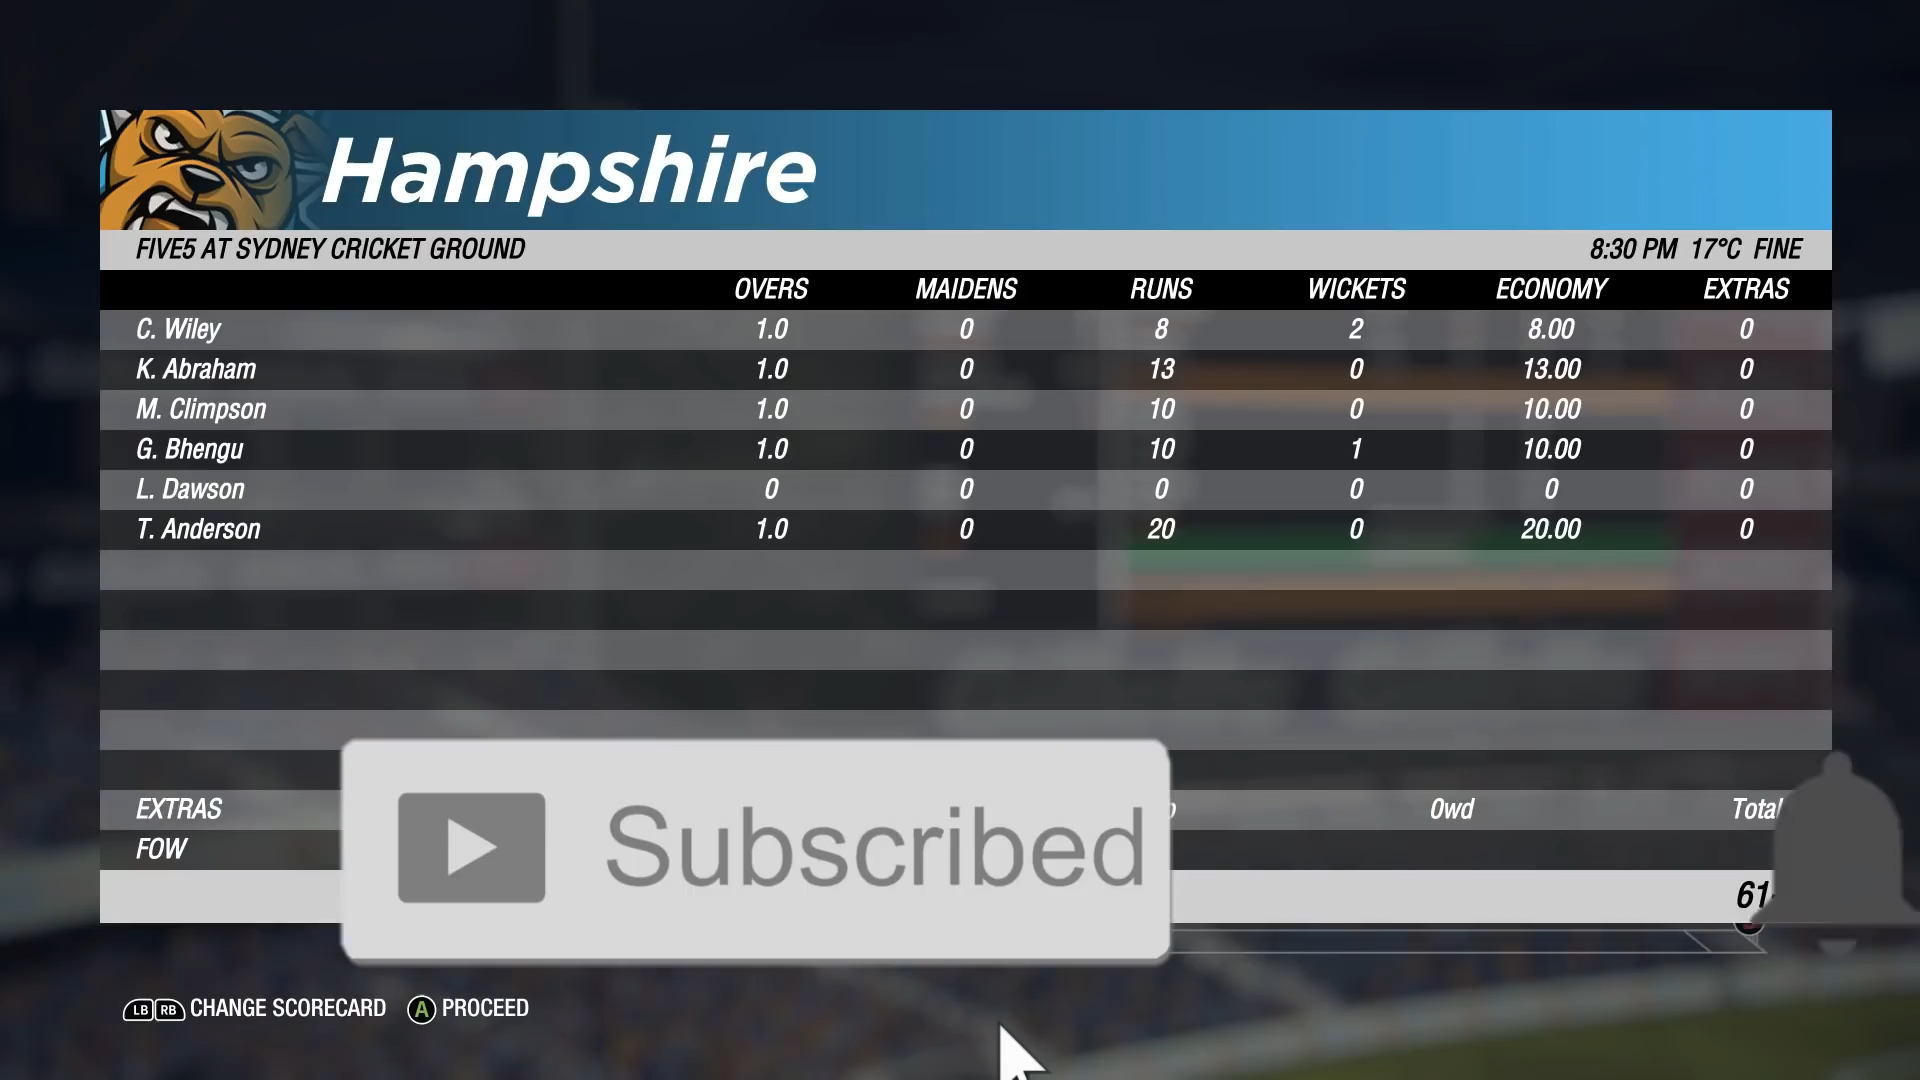 Hampshire
FIVE5 AT SYDNEY CRICKET GROUND 8:30 PM 17°C FINE
OVERS MAIDENS RUNS WICKETS ECONOMY EXTRAS
C. Wiley 1.0 0 8 2 8.00 0
K. Abraham 1.0 0 13 0 13.00 0
M. Climpson 1.0 0 10 0 10.00 0
G. Bhengu 1.0 0 10 1 10.00 0
L. Dawson 0 0 0 0 0 0
T. Anderson 1.0 0 20 0 20.00 0
EXTRAS 0wd Total
FOW
61
Subscribed
LB RB CHANGE SCORECARD A PROCEED